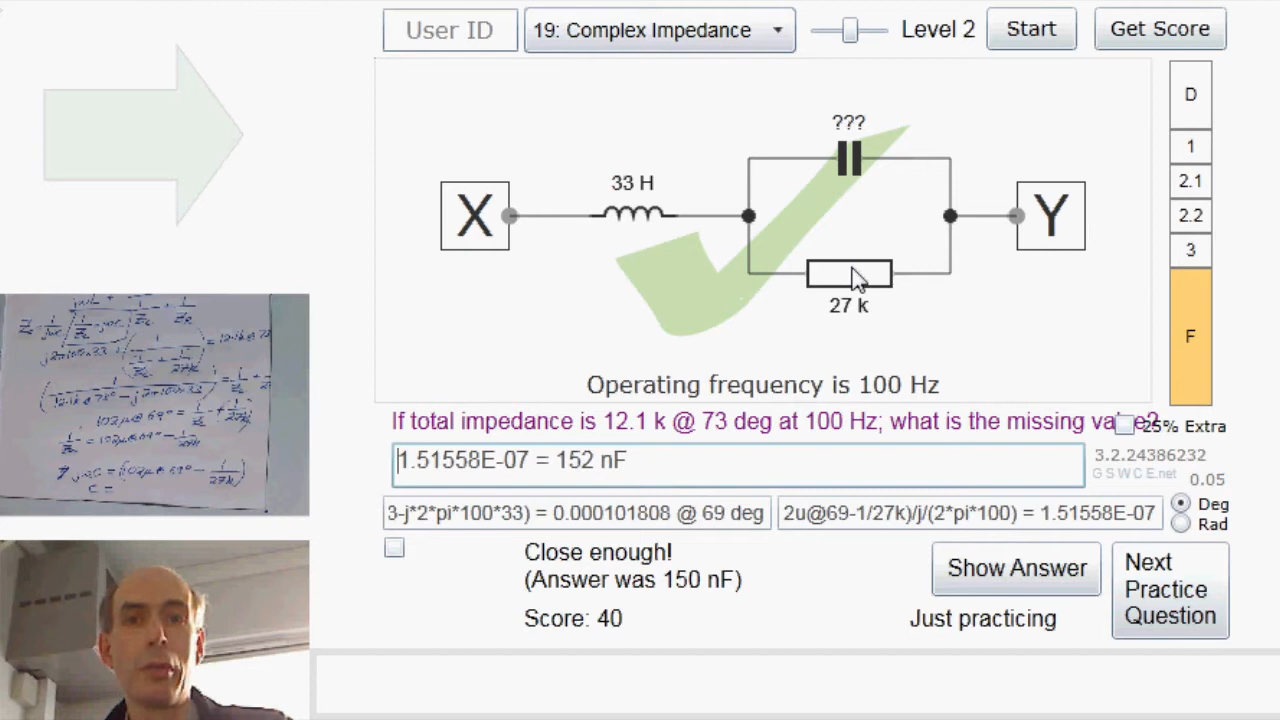 User ID
19: Complex Impedance
Level 2
Start
Get Score
D
1
2.1
2.2
3
F
???
33 H
X
Y
27 k
Operating frequency is 100 Hz
If total impedance is 12.1 k @ 73 deg at 100 Hz; what is the missing value?
25% Extra
1.51558E-07 = 152 nF
3.2.24386232
GSWCE.net
0.05
3-j*2*pi*100*33) = 0.000101808 @ 69 deg
2u@69-1/27k)/j/(2*pi*100) = 1.51558E-07
Deg
Rad
Close enough!
(Answer was 150 nF)
Score: 40
Show Answer
Just practicing
Next
Practice
Question